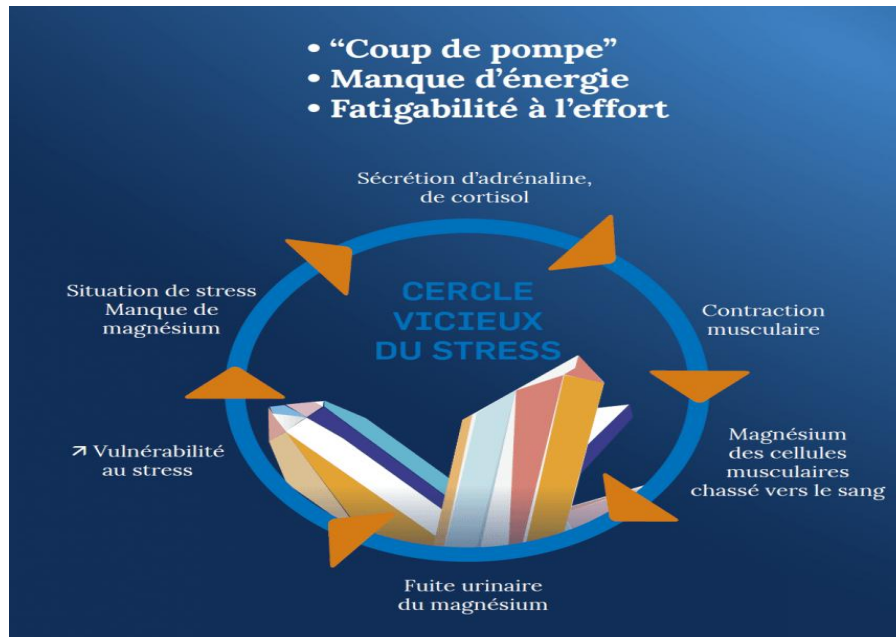 • “Coup de pompe”
• Manque d’énergie
• Fatigabilité à l’effort
Sécrétion d’adrénaline,
de cortisol
CERCLE
VICIEUX
DU STRESS
Contraction
musculaire
Magnésium
des cellules
musculaires
chassé vers le sang
Fuite urinaire
du magnésium
↗ Vulnérabilité
au stress
Situation de stress
Manque de
magnésium